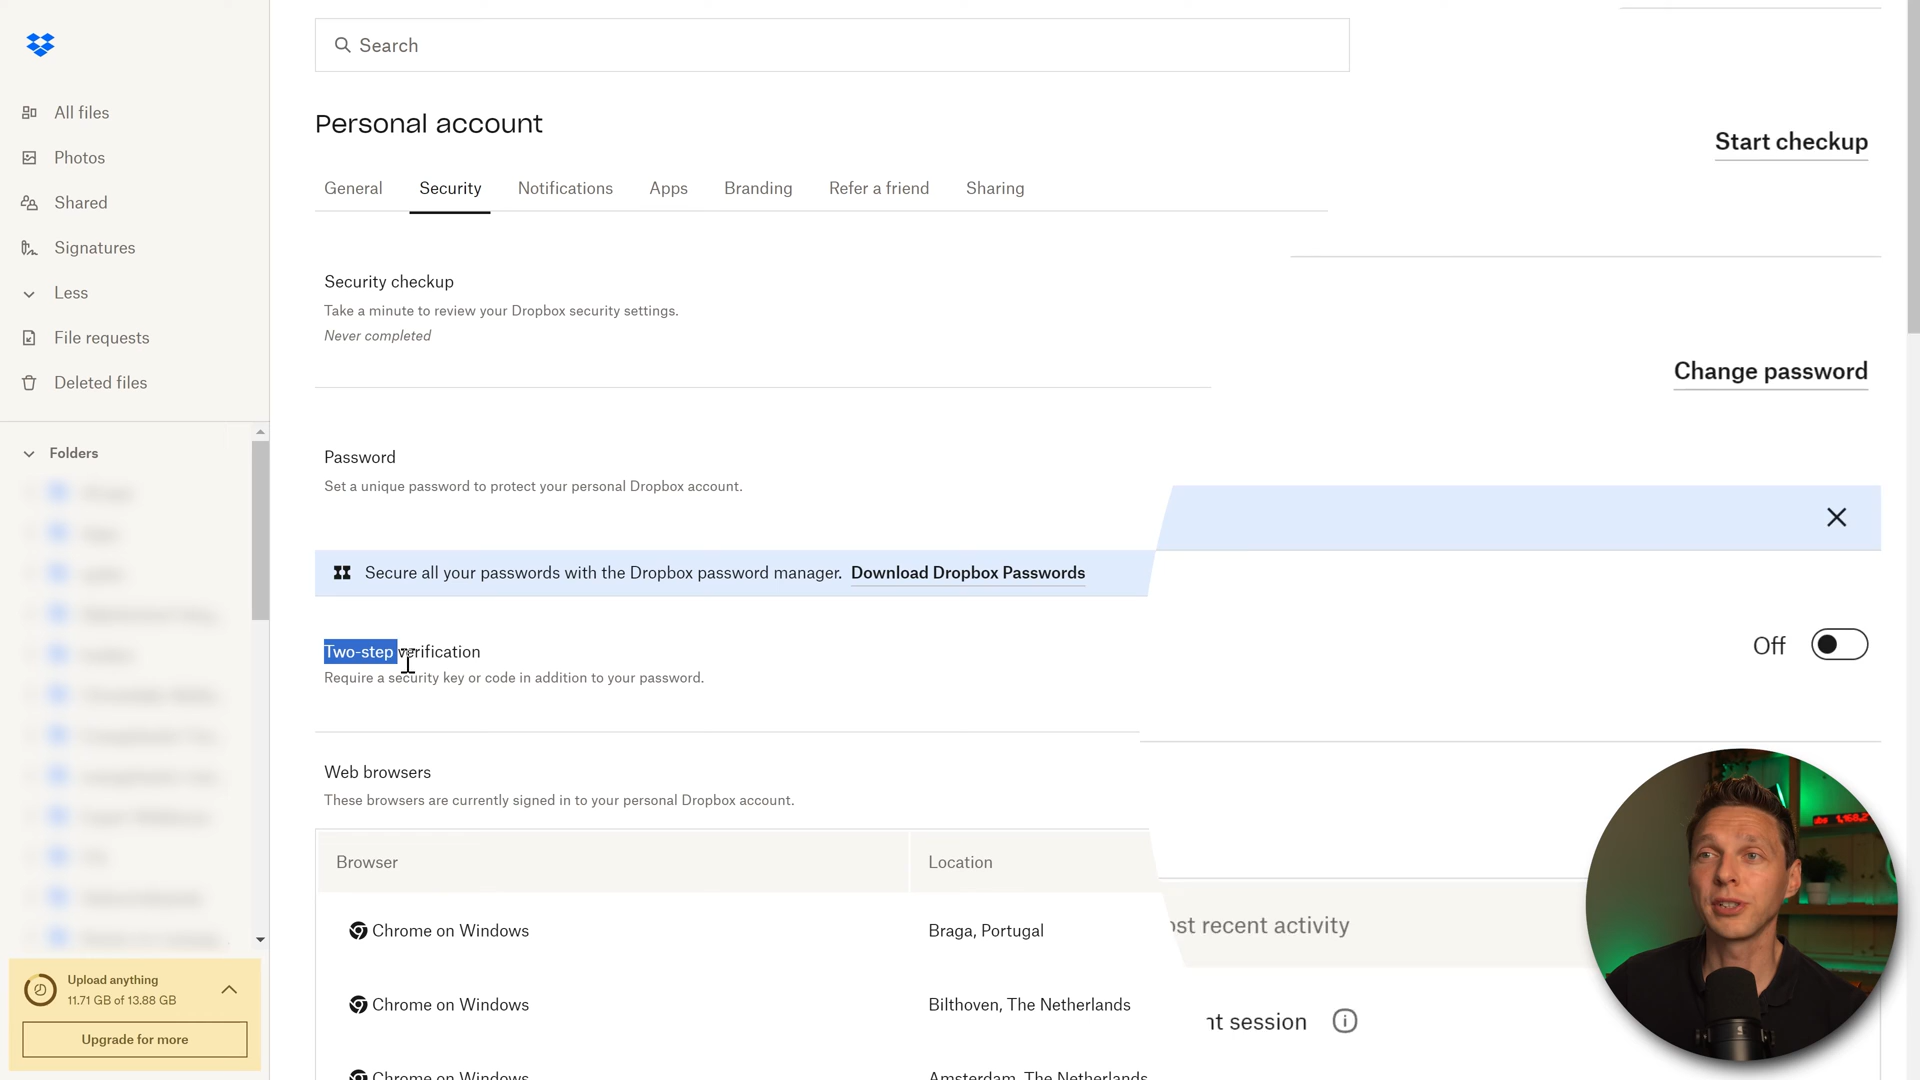 Search
Personal account
Start checkup
General Security Notifications Apps Branding Refer a friend Sharing
All files
Photos
Shared
Signatures
Less
File requests
Deleted files
Folders
Upload anything
11.71 GB of 13.88 GB
Upgrade for more
Security checkup
Take a minute to review your Dropbox security settings.
Never completed
Change password
Password
Set a unique password to protect your personal Dropbox account.
Secure all your passwords with the Dropbox password manager. Download Dropbox Passwords
Two-step verification Off
Require a security key or code in addition to your password.
Web browsers
These browsers are currently signed in to your personal Dropbox account.
Browser Location
recent activity
Chrome on Windows Braga, Portugal
Chrome on Windows Bilthoven, The Netherlands
session
Chrome on Windows Amsterdam, The Netherlands